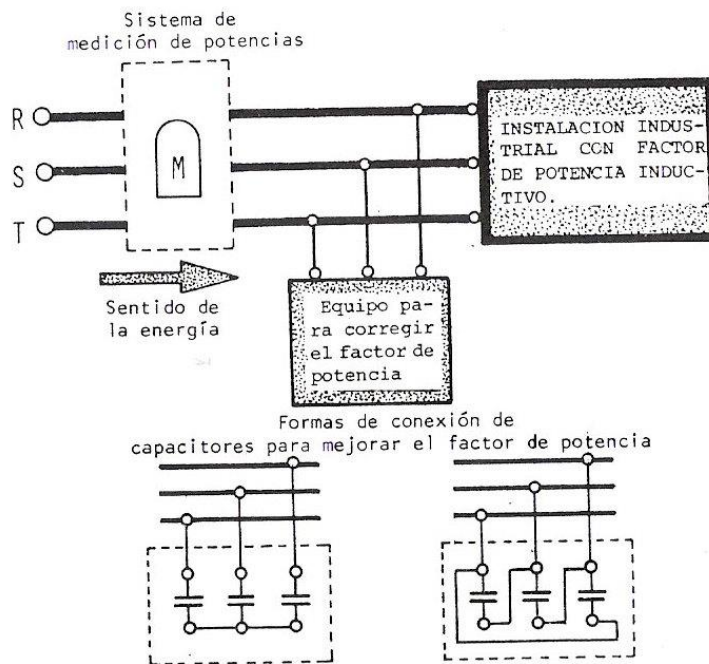 Sistema de
medición de potencias
R
S
T
M
INSTALACION INDUS-
TRIAL CON FACTOR
DE POTENCIA INDUC-
TIVO.
Sentido de
la energía
Equipo pa-
ra corregir
el factor de
potencia
Formas de conexión de
capacitores para mejorar el factor de potencia